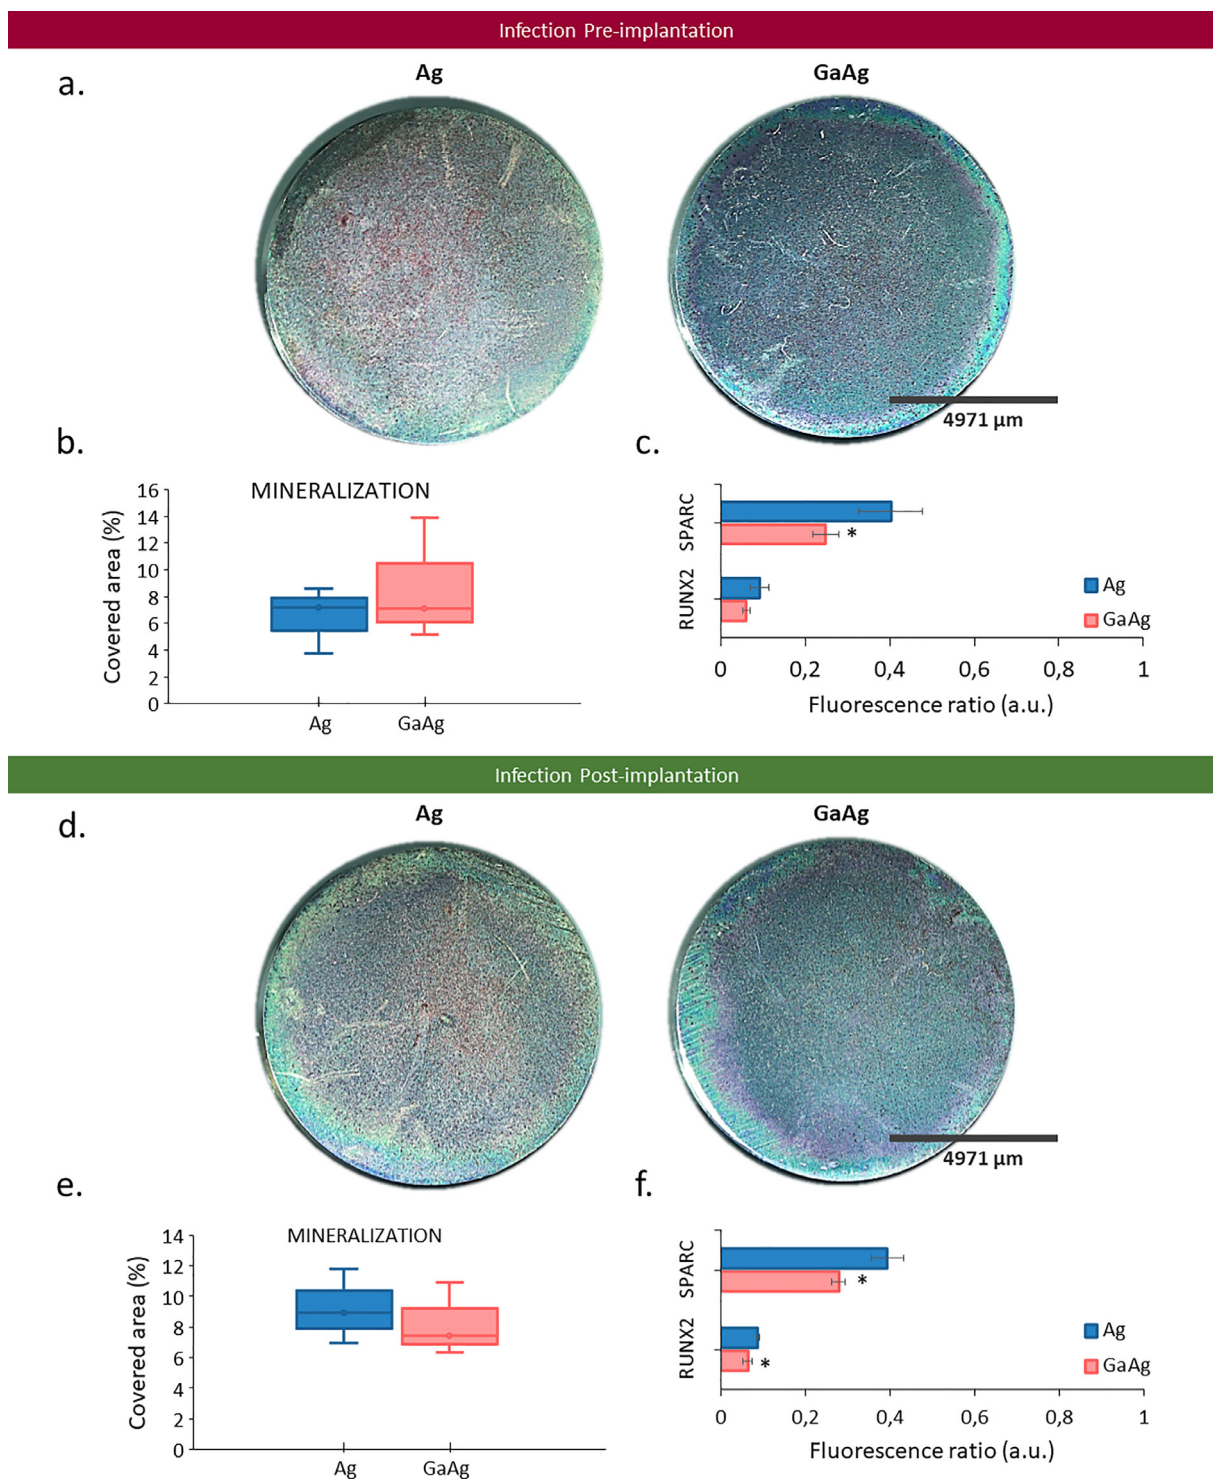 Infection Pre-implantation
Ag
GaAg
a.
4971 µm
b.
MINERALIZATION
Covered area (%)
16
14
12
10
8
6
4
2
0
Ag
GaAg
c.
SPARC
RUNX2
*
Ag
GaAg
0 0,2 0,4 0,6 0,8 1
Fluorescence ratio (a.u.)
Infection Post-implantation
Ag
GaAg
d.
4971 µm
e.
MINERALIZATION
Covered area (%)
14
12
10
8
6
4
2
0
Ag
GaAg
f.
SPARC
RUNX2
*
*
Ag
GaAg
0 0,2 0,4 0,6 0,8 1
Fluorescence ratio (a.u.)